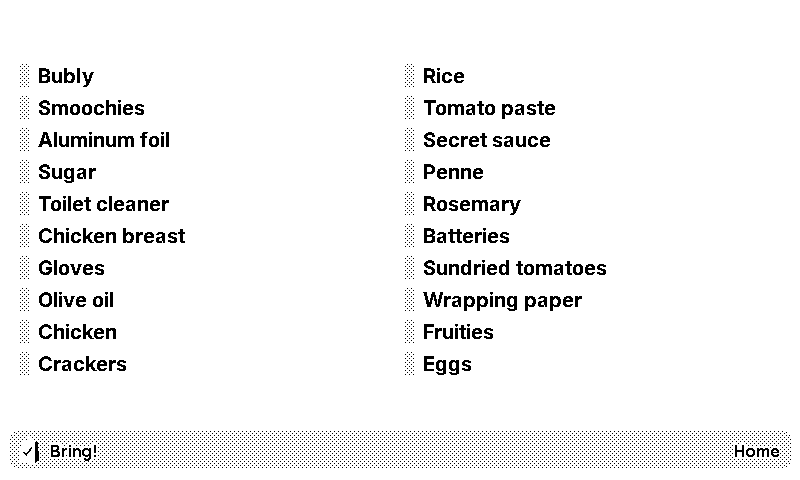 Bubly
Smoochies
Aluminum foil
Sugar
Toilet cleaner
Chicken breast
Gloves
Olive oil
Chicken
Crackers
Rice
Tomato paste
Secret sauce
Penne
Rosemary
Batteries
Sundried tomatoes
Wrapping paper
Fruities
Eggs
Bring!
Home